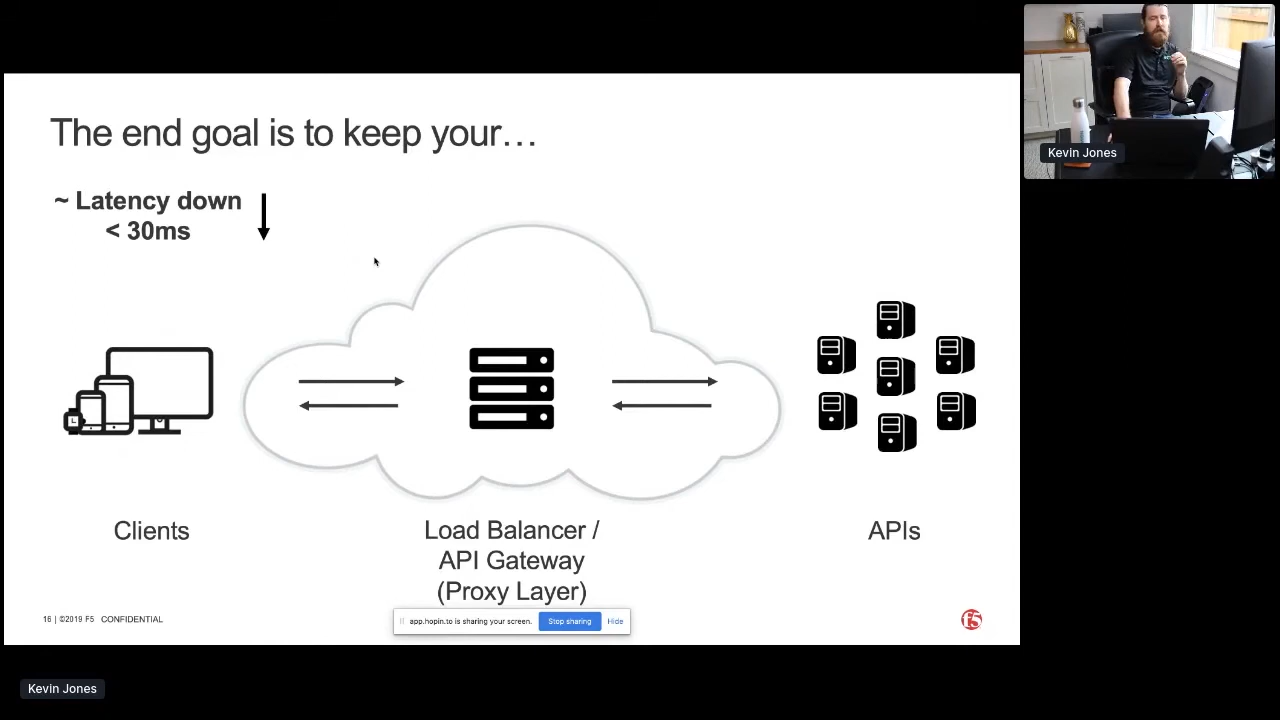 The end goal is to keep your…
~ Latency down
< 30ms
Clients
Load Balancer /
API Gateway
(Proxy Layer)
APIs
16 | ©2019 F5 CONFIDENTIAL
app.hopin.to is sharing your screen.
Stop sharing
Hide
f5
Kevin Jones
Kevin Jones